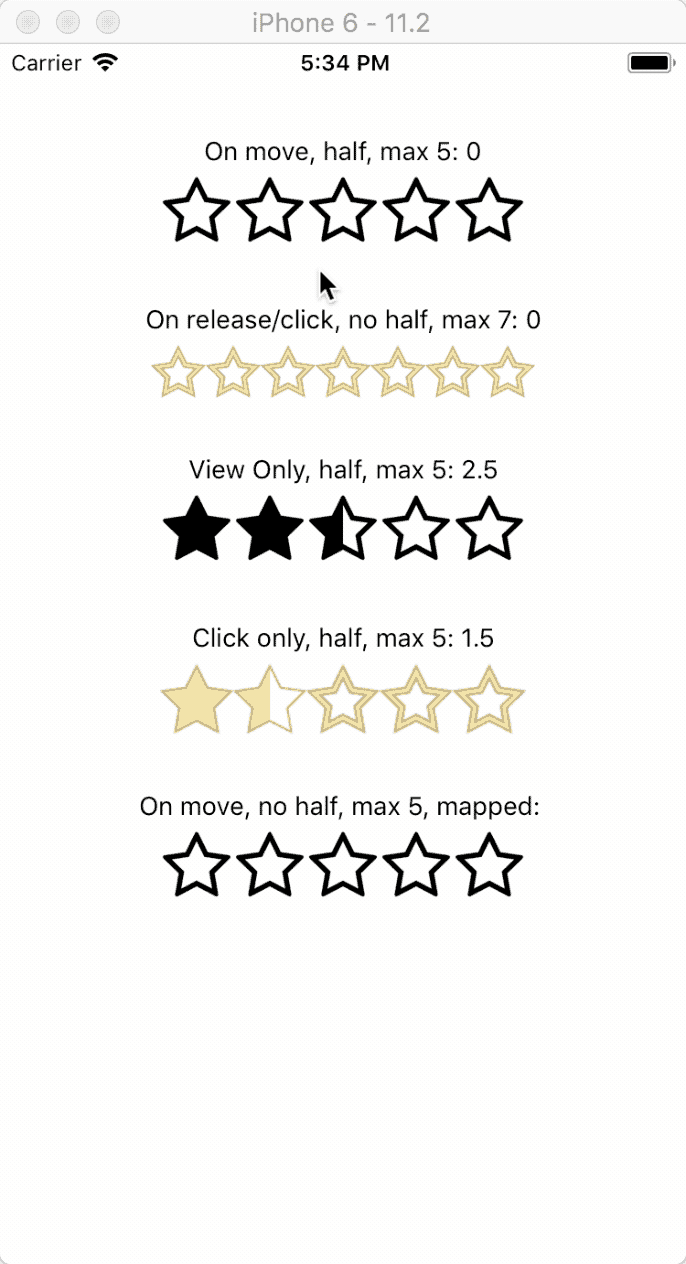 iPhone 6 - 11.2
Carrier 5:34 PM
On move, half, max 5: 0
On release/click, no half, max 7: 0
View Only, half, max 5: 2.5
Click only, half, max 5: 1.5
On move, no half, max 5, mapped: